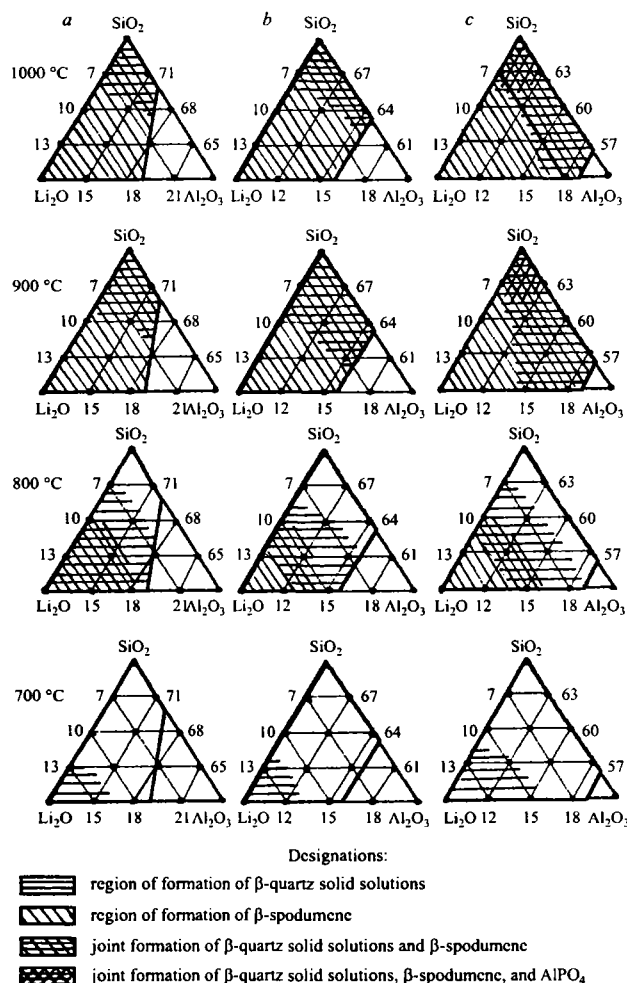 a b c
SiO₂ SiO₂ SiO₂
1000 °C 7 71 7 67 7 63
10 68 10 64 10 60
13 65 13 61 13 57
Li₂O 15 18 21 Al₂O₃ Li₂O 12 15 18 Al₂O₃ Li₂O 12 15 18 Al₂O₃
SiO₂ SiO₂ SiO₂
900 °C 7 71 7 67 7 63
10 68 10 64 10 60
13 65 13 61 13 57
Li₂O 15 18 21 Al₂O₃ Li₂O 12 15 18 Al₂O₃ Li₂O 12 15 18 Al₂O₃
SiO₂ SiO₂ SiO₂
800 °C 7 71 7 67 7 63
10 68 10 64 10 60
13 65 13 61 13 57
Li₂O 15 18 21 Al₂O₃ Li₂O 12 15 18 Al₂O₃ Li₂O 12 15 18 Al₂O₃
SiO₂ SiO₂ SiO₂
700 °C 7 71 7 67 7 63
10 68 10 64 10 60
13 65 13 61 13 57
Li₂O 15 18 21 Al₂O₃ Li₂O 12 15 18 Al₂O₃ Li₂O 12 15 18 Al₂O₃
Designations:
region of formation of β-quartz solid solutions
region of formation of β-spodumene
joint formation of β-quartz solid solutions and β-spodumene
joint formation of β-quartz solid solutions, β-spodumene, and AlPO₄